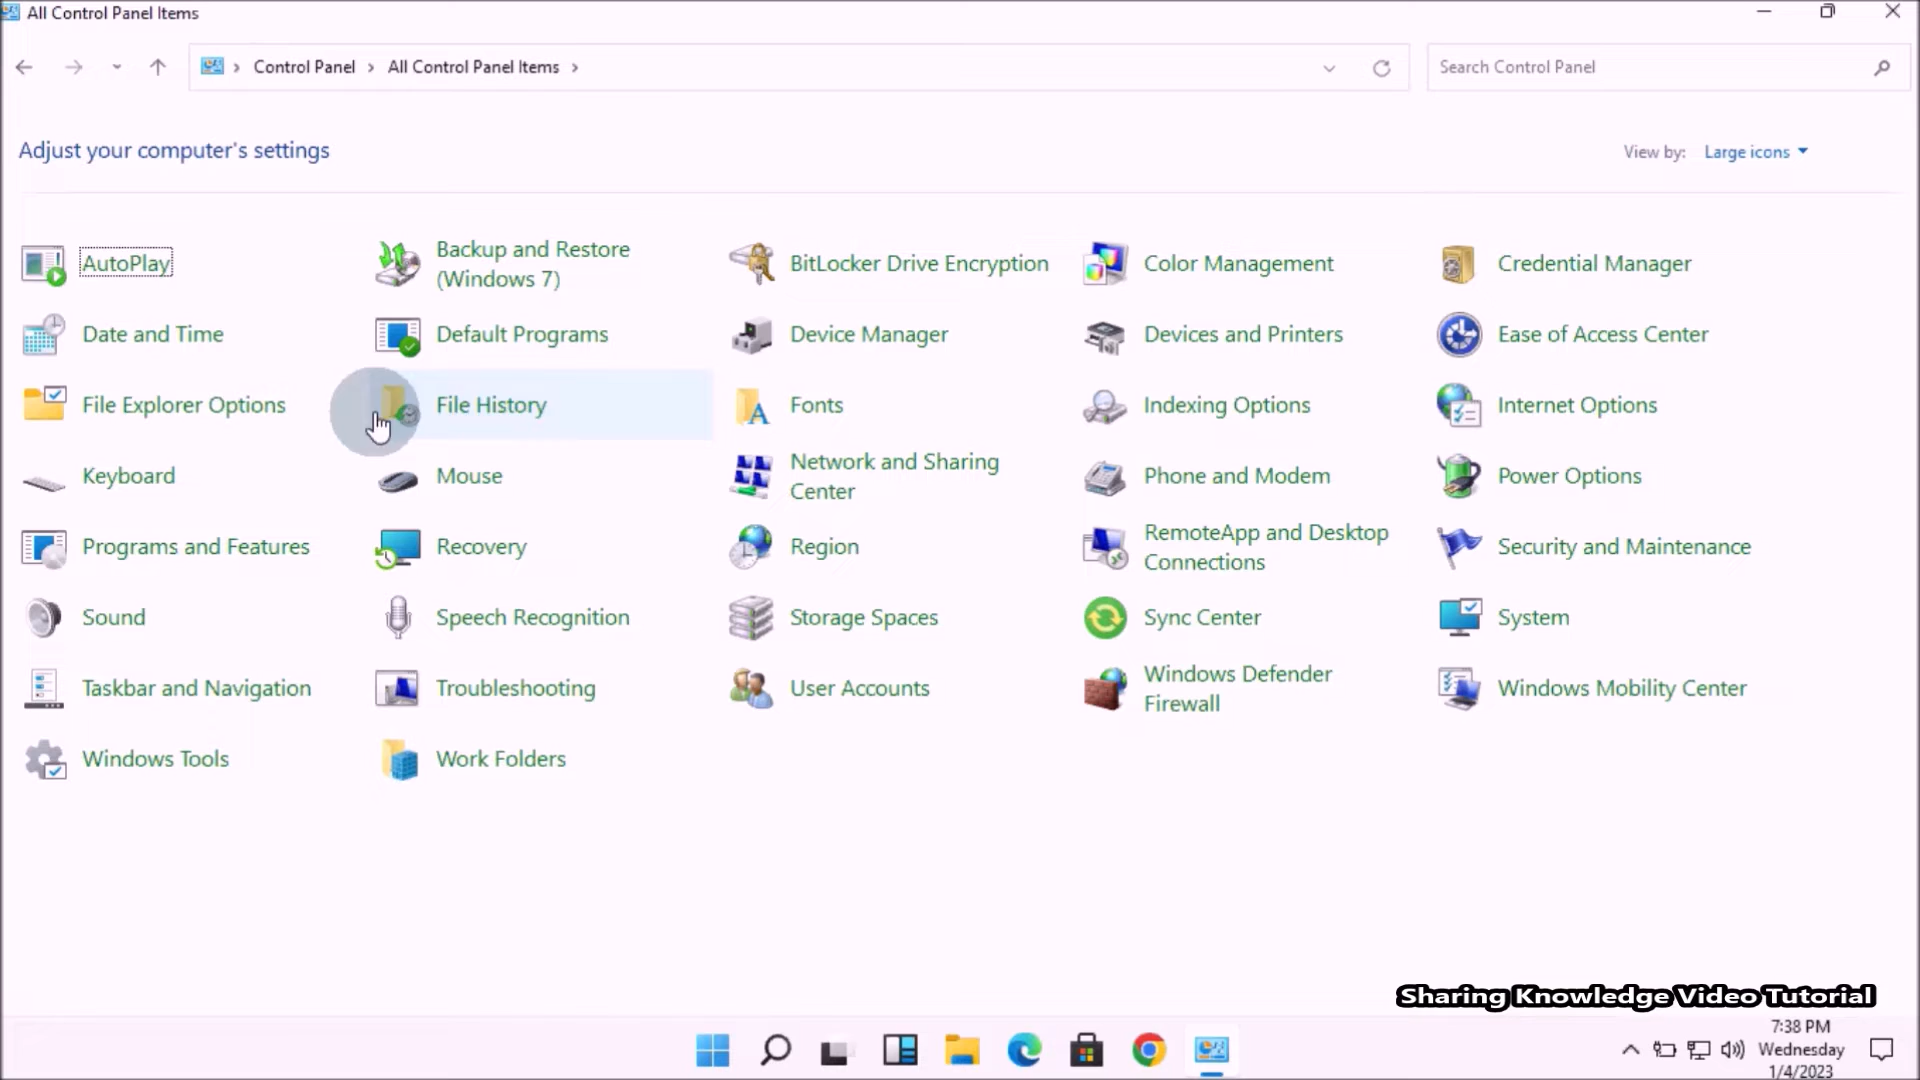 All Control Panel Items
Control Panel
All Control Panel Items
Search Control Panel
Adjust your computer's settings
View by:
Large icons
AutoPlay
Backup and Restore
(Windows 7)
BitLocker Drive Encryption
Color Management
Credential Manager
Date and Time
Default Programs
Device Manager
Devices and Printers
Ease of Access Center
File Explorer Options
File History
Fonts
Indexing Options
Internet Options
Keyboard
Mouse
Network and Sharing
Center
Phone and Modem
Power Options
Programs and Features
Recovery
Region
RemoteApp and Desktop
Connections
Security and Maintenance
Sound
Speech Recognition
Storage Spaces
Sync Center
System
Taskbar and Navigation
Troubleshooting
User Accounts
Windows Defender
Firewall
Windows Mobility Center
Windows Tools
Work Folders
Sharing Knowledge Video Tutorial
7:38 PM
Wednesday
1/4/2023